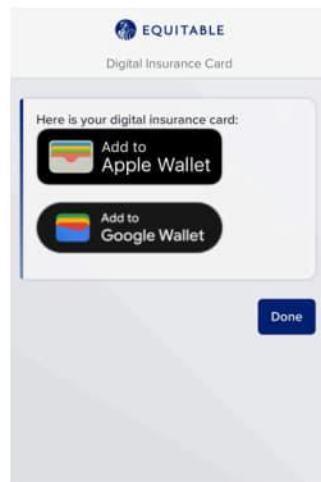 EQUITABLE
Digital Insurance Card
Here is your digital insurance card:
Add to
Apple Wallet
Add to
Google Wallet
Done